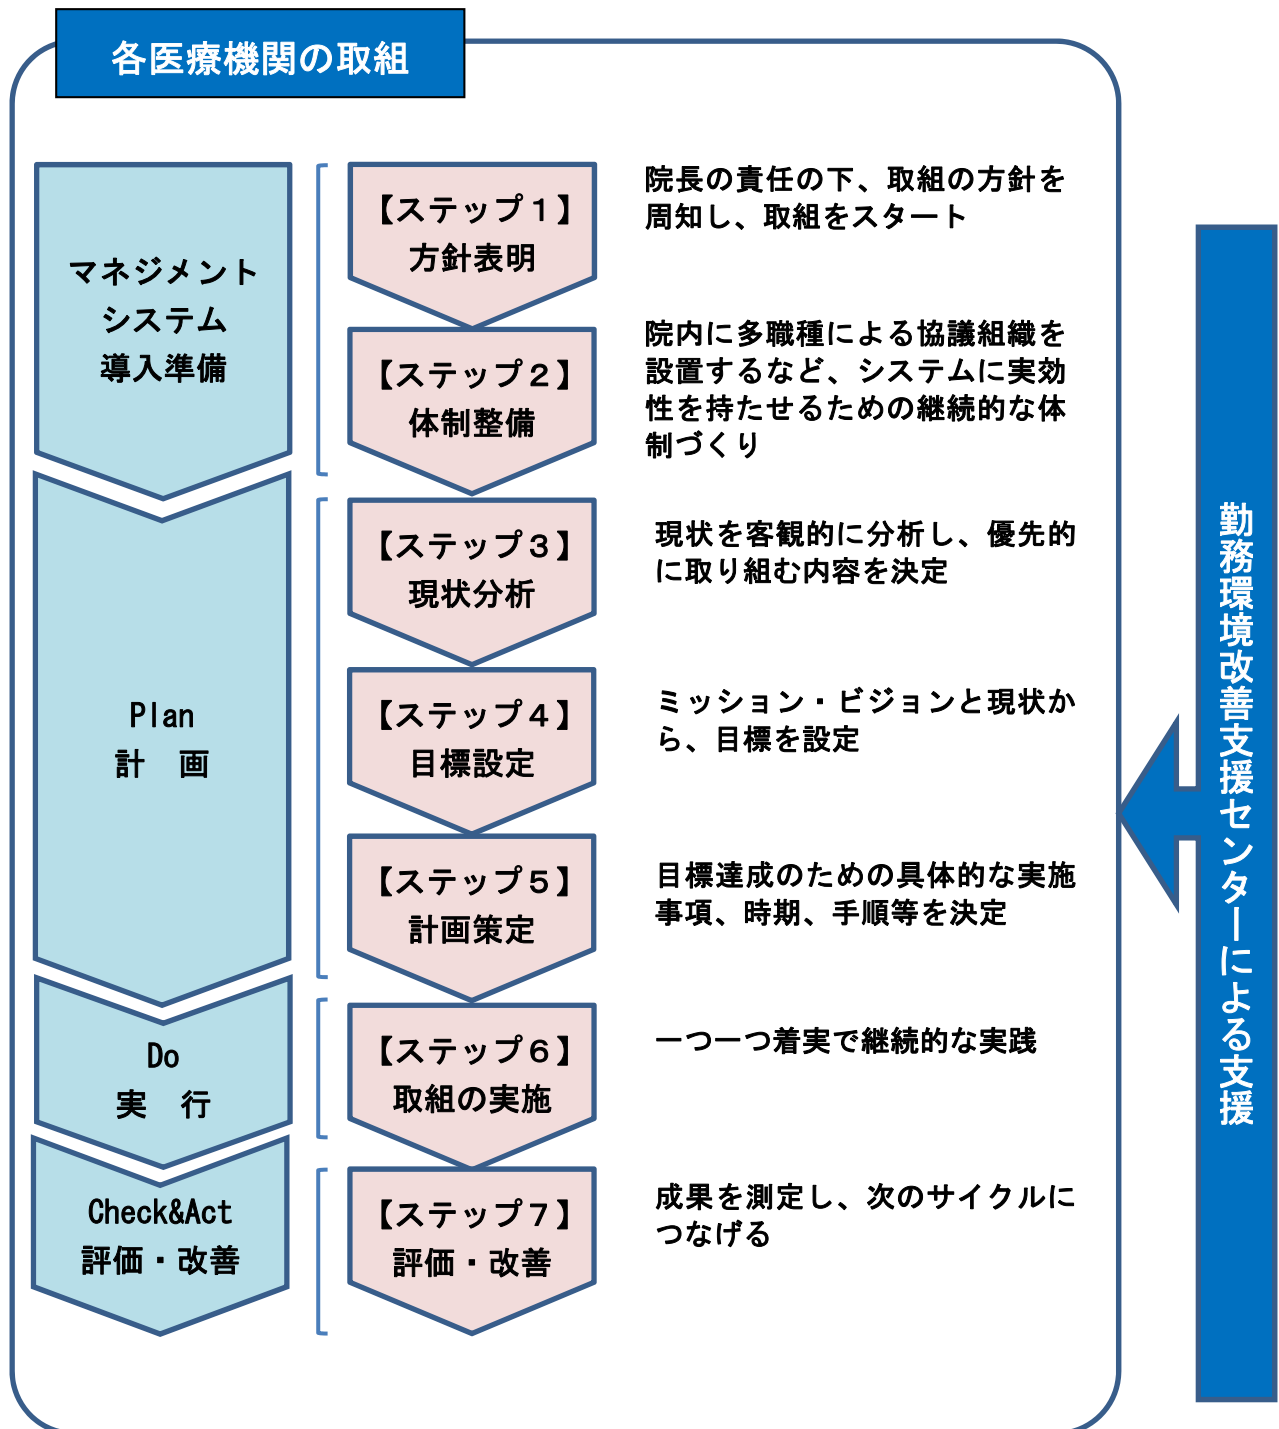 各医療機関の取組
マネジメント
システム
導入準備
【ステップ１】
方針表明
院長の責任の下、取組の方針を
周知し、取組をスタート
【ステップ２】
体制整備
院内に多職種による協議組織を
設置するなど、システムに実効
性を持たせるための継続的な体
制づくり
Plan
計　画
【ステップ３】
現状分析
現状を客観的に分析し、優先的
に取り組む内容を決定
【ステップ４】
目標設定
ミッション・ビジョンと現状か
ら、目標を設定
【ステップ５】
計画策定
目標達成のための具体的な実施
事項、時期、手順等を決定
Do
実　行
【ステップ６】
取組の実施
一つ一つ着実で継続的な実践
Check&Act
評価・改善
【ステップ７】
評価・改善
成果を測定し、次のサイクルに
つなげる
勤務環境改善支援センターによる支援